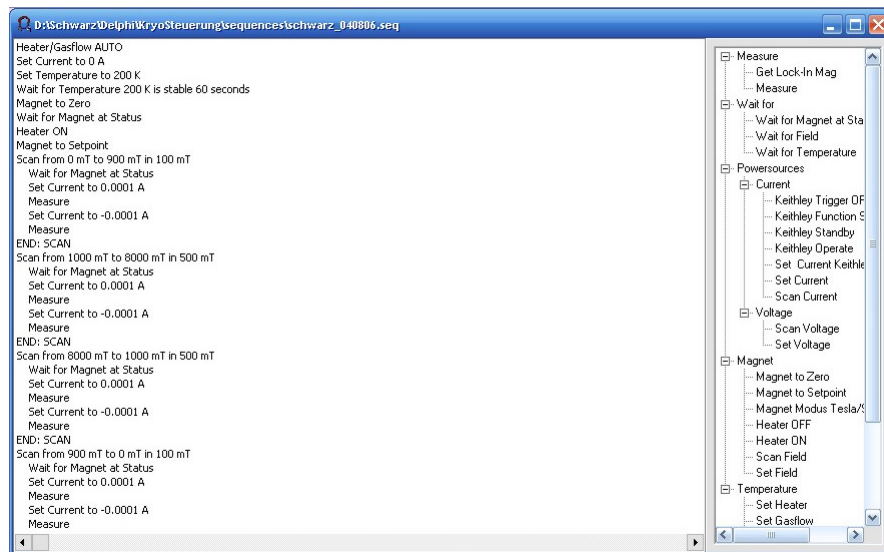 D:\Schwarz\Delphi\KryoSteuerung\sequences\schwarz_040806.seq
Heater/Gasflow AUTO
Set Current to 0 A
Set Temperature to 200 K
Wait for Temperature 200 K is stable 60 seconds
Magnet to Zero
Wait for Magnet at Status
Heater ON
Magnet to Setpoint
Scan from 0 mT to 900 mT in 100 mT
Wait for Magnet at Status
Set Current to 0.0001 A
Measure
Set Current to -0.0001 A
Measure
END: SCAN
Scan from 1000 mT to 8000 mT in 500 mT
Wait for Magnet at Status
Set Current to 0.0001 A
Measure
Set Current to -0.0001 A
Measure
END: SCAN
Scan from 8000 mT to 1000 mT in 500 mT
Wait for Magnet at Status
Set Current to 0.0001 A
Measure
Set Current to -0.0001 A
Measure
END: SCAN
Scan from 900 mT to 0 mT in 100 mT
Wait for Magnet at Status
Set Current to 0.0001 A
Measure
Set Current to -0.0001 A
Measure
Measure
Get Lock-In Mag
Measure
Wait for
Wait for Magnet at Sta
Wait for Field
Wait for Temperature
Powersources
Current
Keithley Trigger OF
Keithley Function S
Keithley Standby
Keithley Operate
Set Current Keithle
Set Current
Scan Current
Voltage
Scan Voltage
Set Voltage
Magnet
Magnet to Zero
Magnet to Setpoint
Magnet Modus Tesla/
Heater OFF
Heater ON
Scan Field
Set Field
Temperature
Set Heater
Set Gasflow